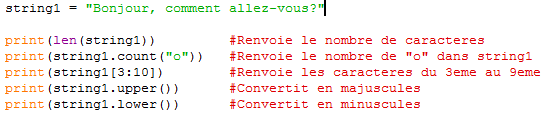 string1 = "Bonjour, comment allez-vous?"
print(len(string1)) #Renvoie le nombre de caracteres
print(string1.count("o")) #Renvoie le nombre de "o" dans string1
print(string1[3:10]) #Renvoie les caracteres du 3eme au 9eme
print(string1.upper()) #Convertit en majuscules
print(string1.lower()) #Convertit en minuscules